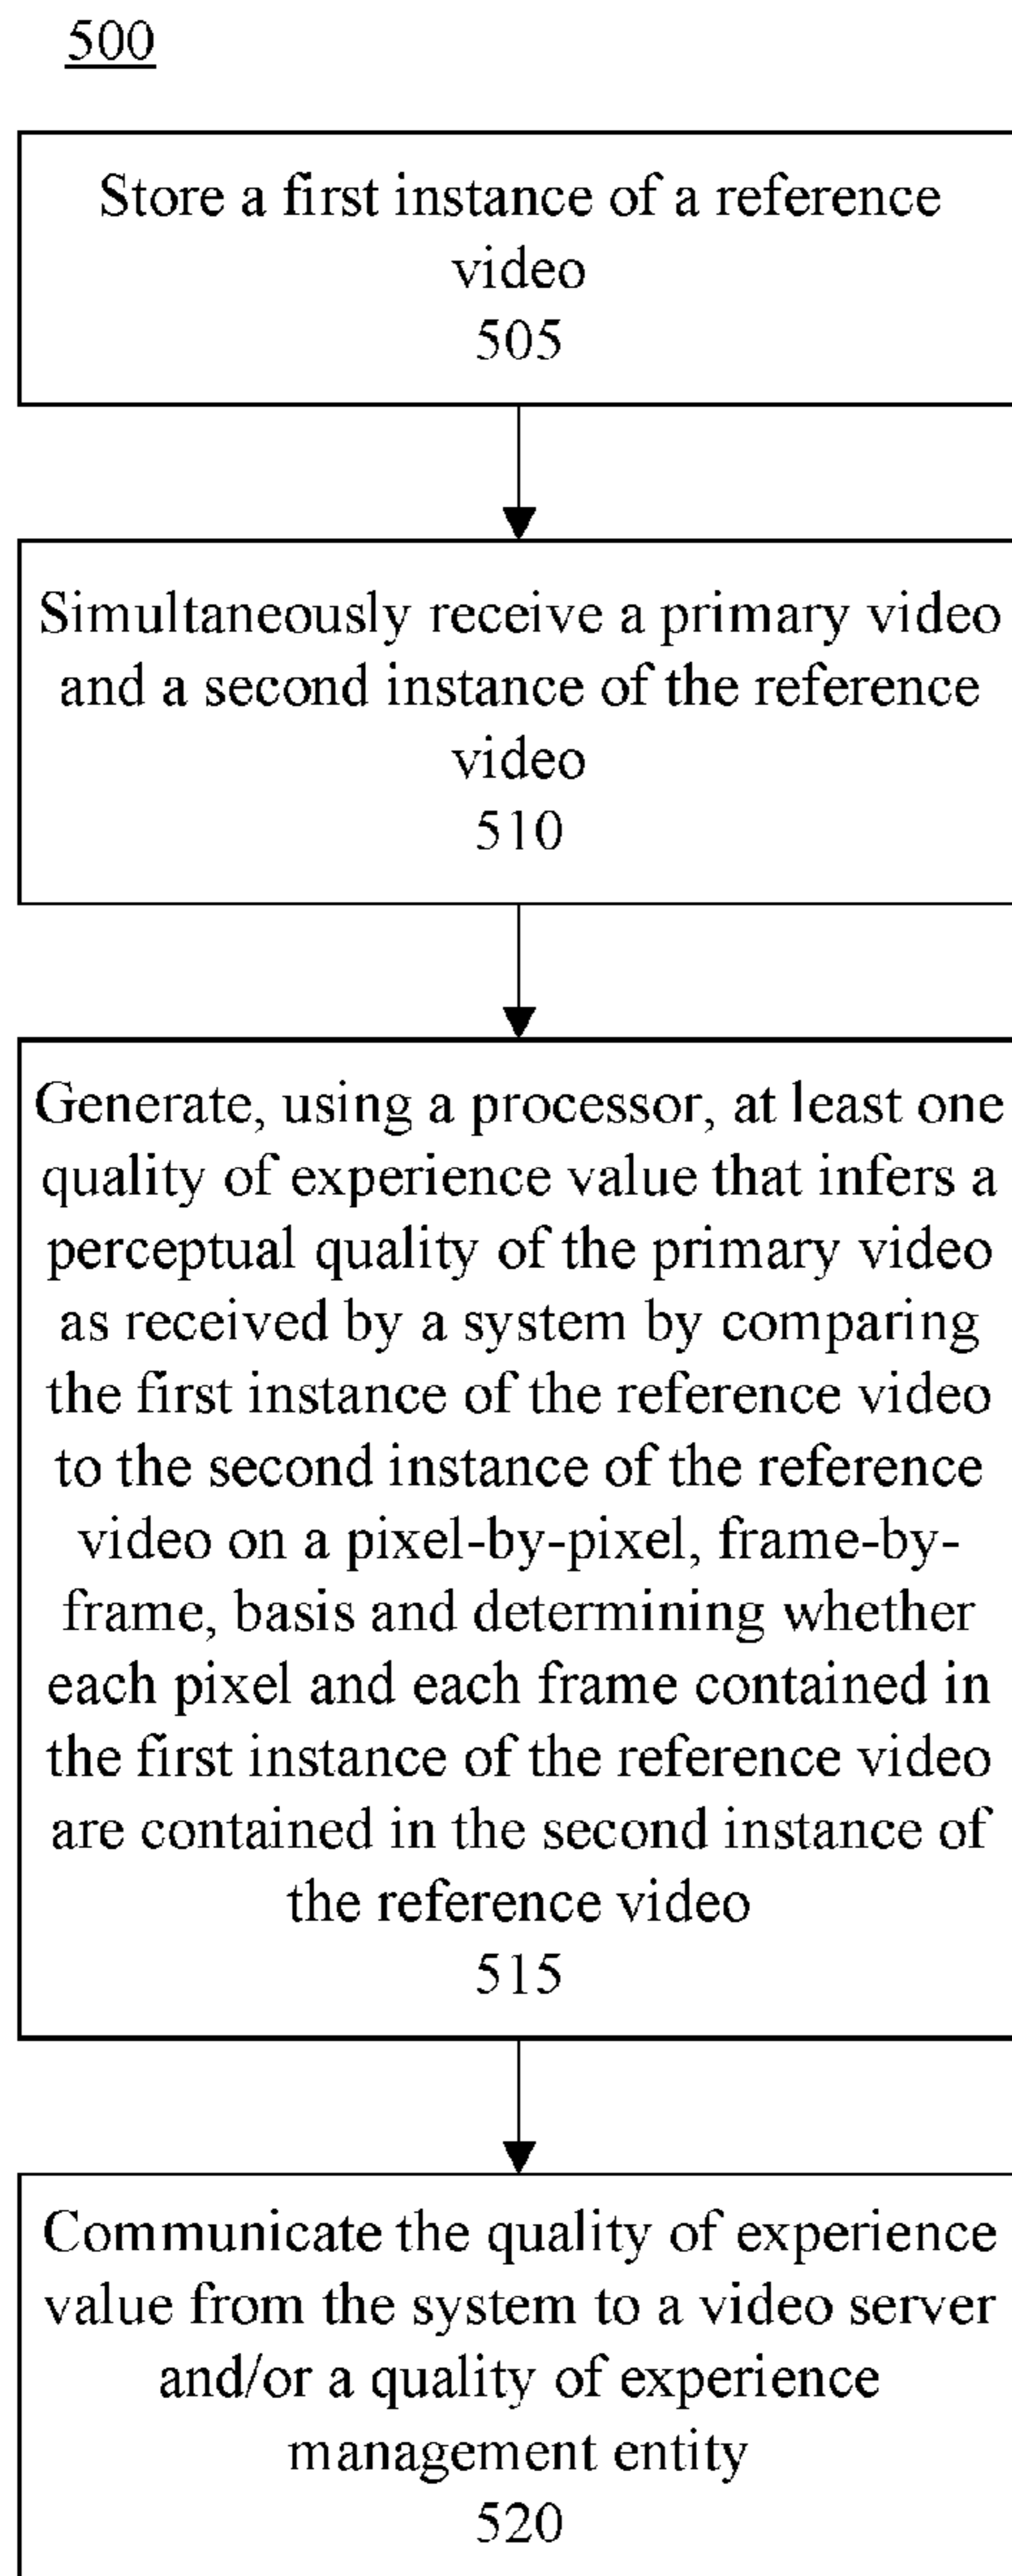 500
Store a first instance of a reference
video
505
Simultaneously receive a primary video
and a second instance of the reference
video
510
Generate, using a processor, at least one
quality of experience value that infers a
perceptual quality of the primary video
as received by a system by comparing
the first instance of the reference video
to the second instance of the reference
video on a pixel-by-pixel, frame-by-
frame, basis and determining whether
each pixel and each frame contained in
the first instance of the reference video
are contained in the second instance of
the reference video
515
Communicate the quality of experience
value from the system to a video server
and/or a quality of experience
management entity
520